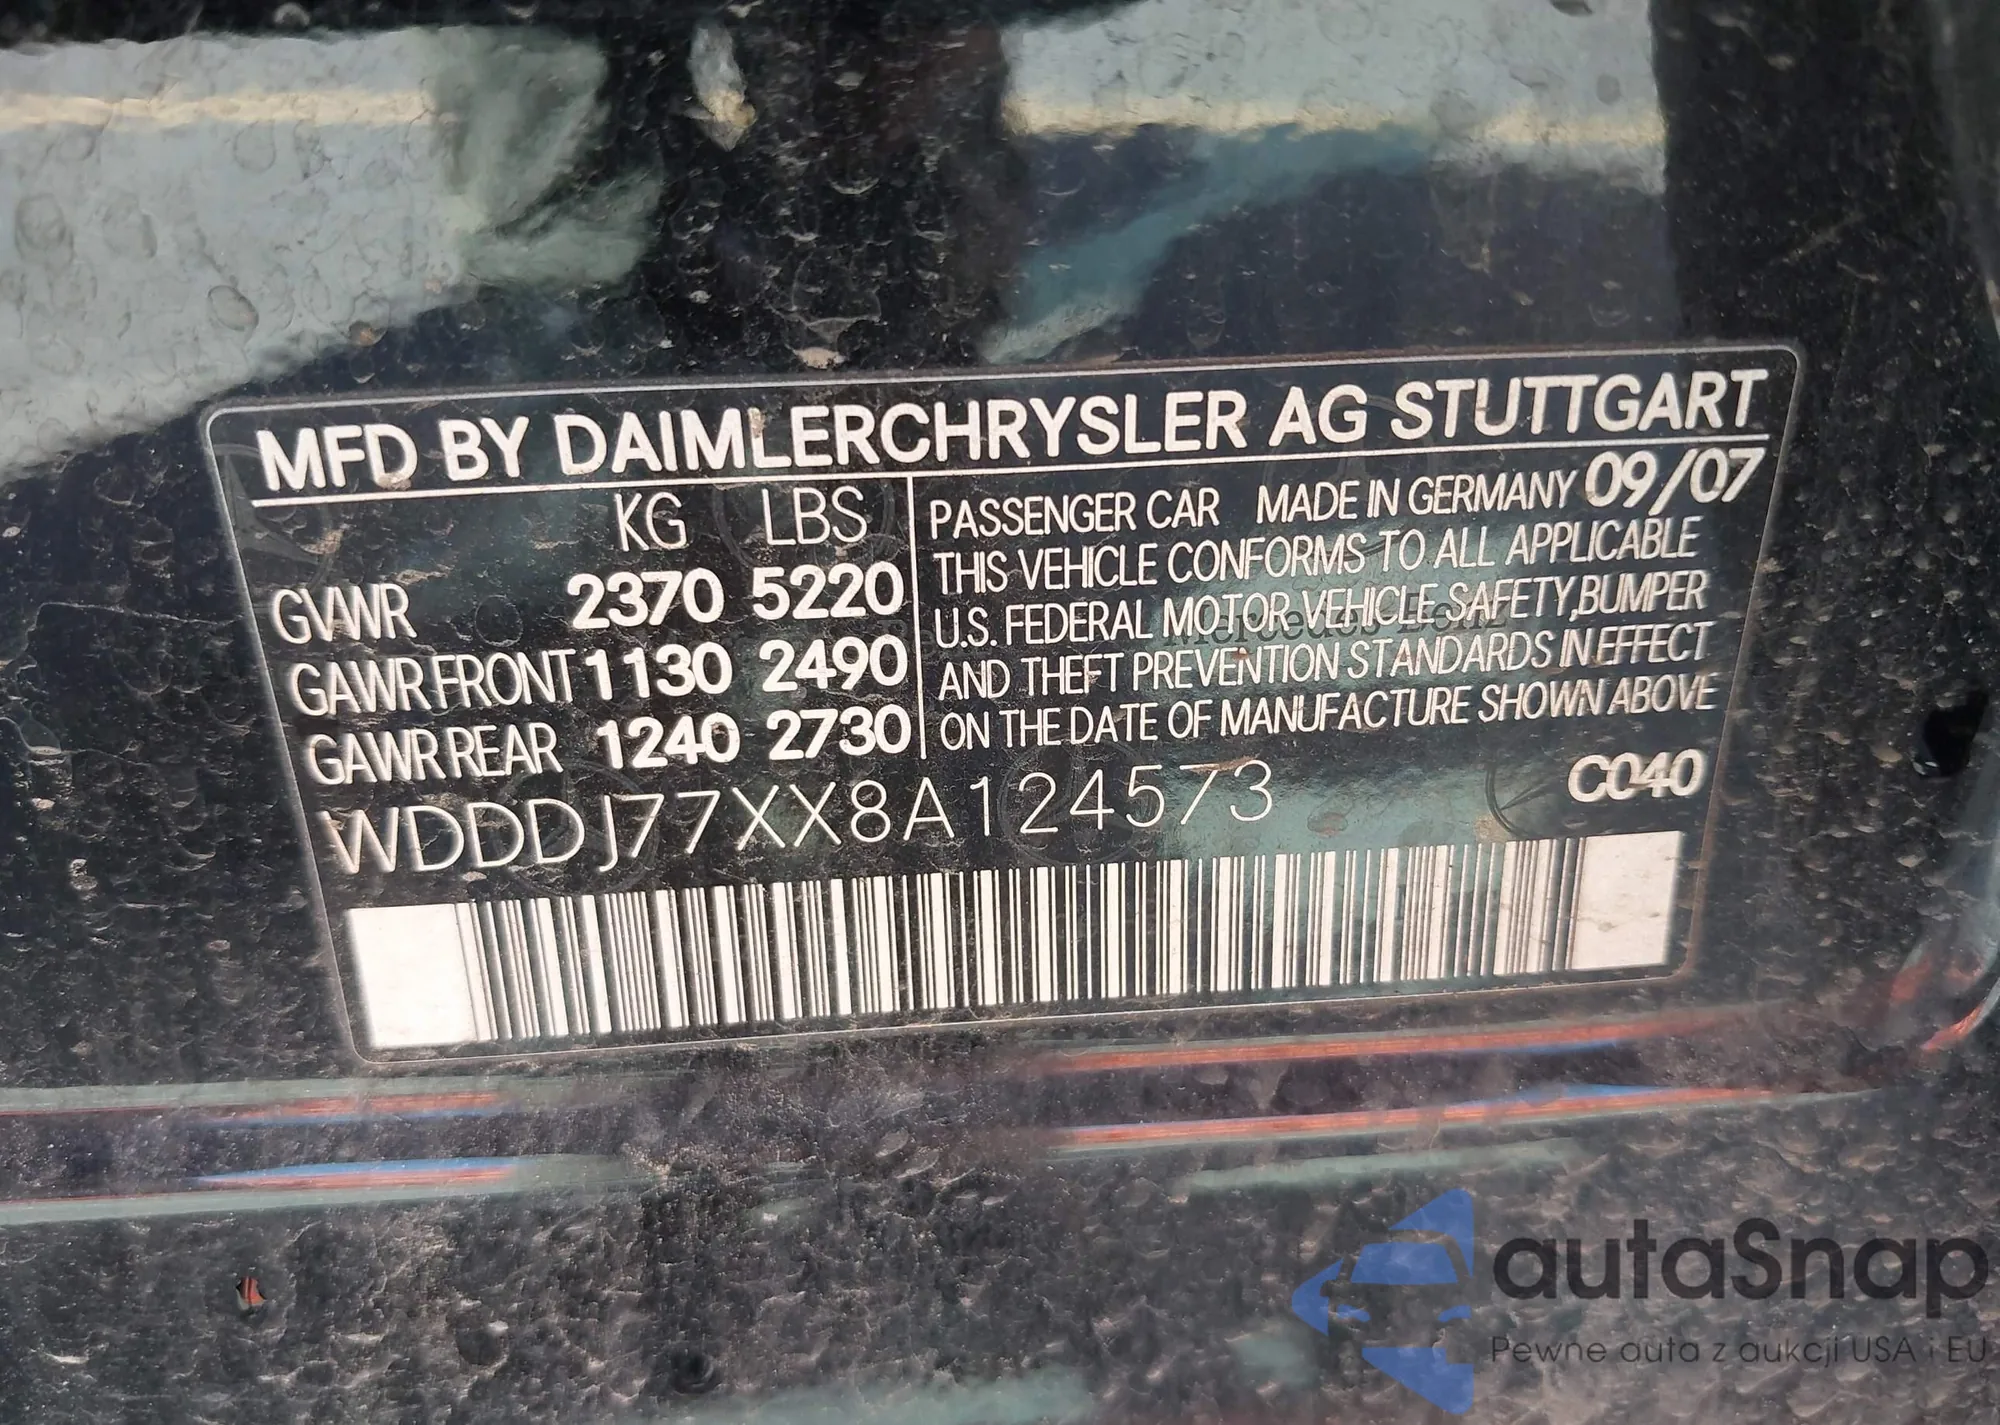 MFD BY DAIMLERCHRYSLER AG STUTTGART
KG LBS
GVWR 2370 5220
GAWR FRONT 1130 2490
GAWR REAR 1240 2730
PASSENGER CAR MADE IN GERMANY 09/07
THIS VEHICLE CONFORMS TO ALL APPLICABLE
U.S. FEDERAL MOTOR VEHICLE SAFETY, BUMPER
AND THEFT PREVENTION STANDARDS IN EFFECT
ON THE DATE OF MANUFACTURE SHOWN ABOVE
WDDDJ77XX8A124573
C040
Mercedes-Benz
autaSnap
Pewne auta z aukcji USA i EU